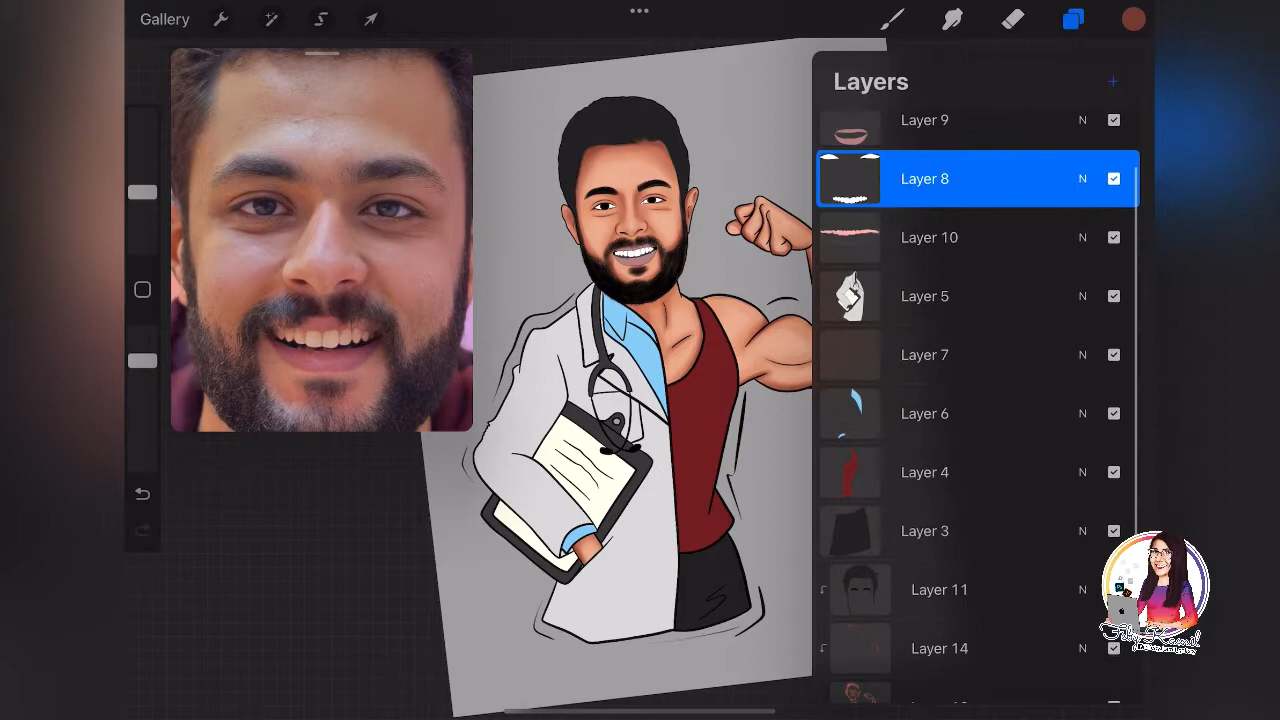 Gallery
Layers
Layer 9 N
Layer 8 N
Layer 10 N
Layer 5 N
Layer 7 N
Layer 6 N
Layer 4 N
Layer 3 N
Layer 11 N
Layer 14